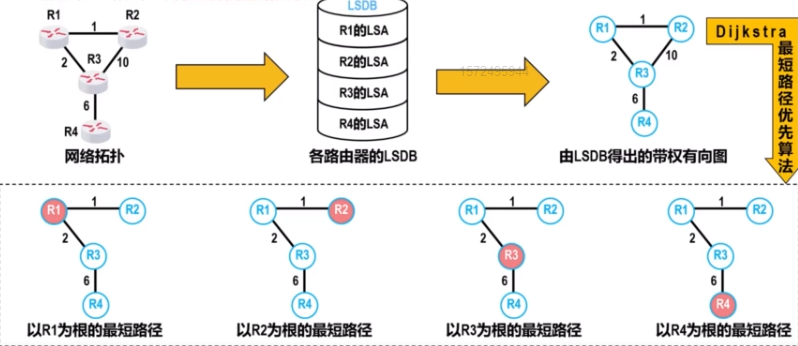 R1 R2 LSDB R1 1 R2 Dijkstra
1
2 R3 10
6
R4
网络拓扑
R1的LSA
R2的LSA
R3的LSA
R4的LSA
各路由器的LSDB
2 10
R3
6
R4
由LSDB得出的带权有向图
最短路径优先算法
R1 1 R2
2
R3
6
R4
以R1为根的最短路径
R1 1 R2
2
R3
6
R4
以R2为根的最短路径
R1 1 R2
2
R3
6
R4
以R3为根的最短路径
R1 1 R2
2
R3
6
R4
以R4为根的最短路径